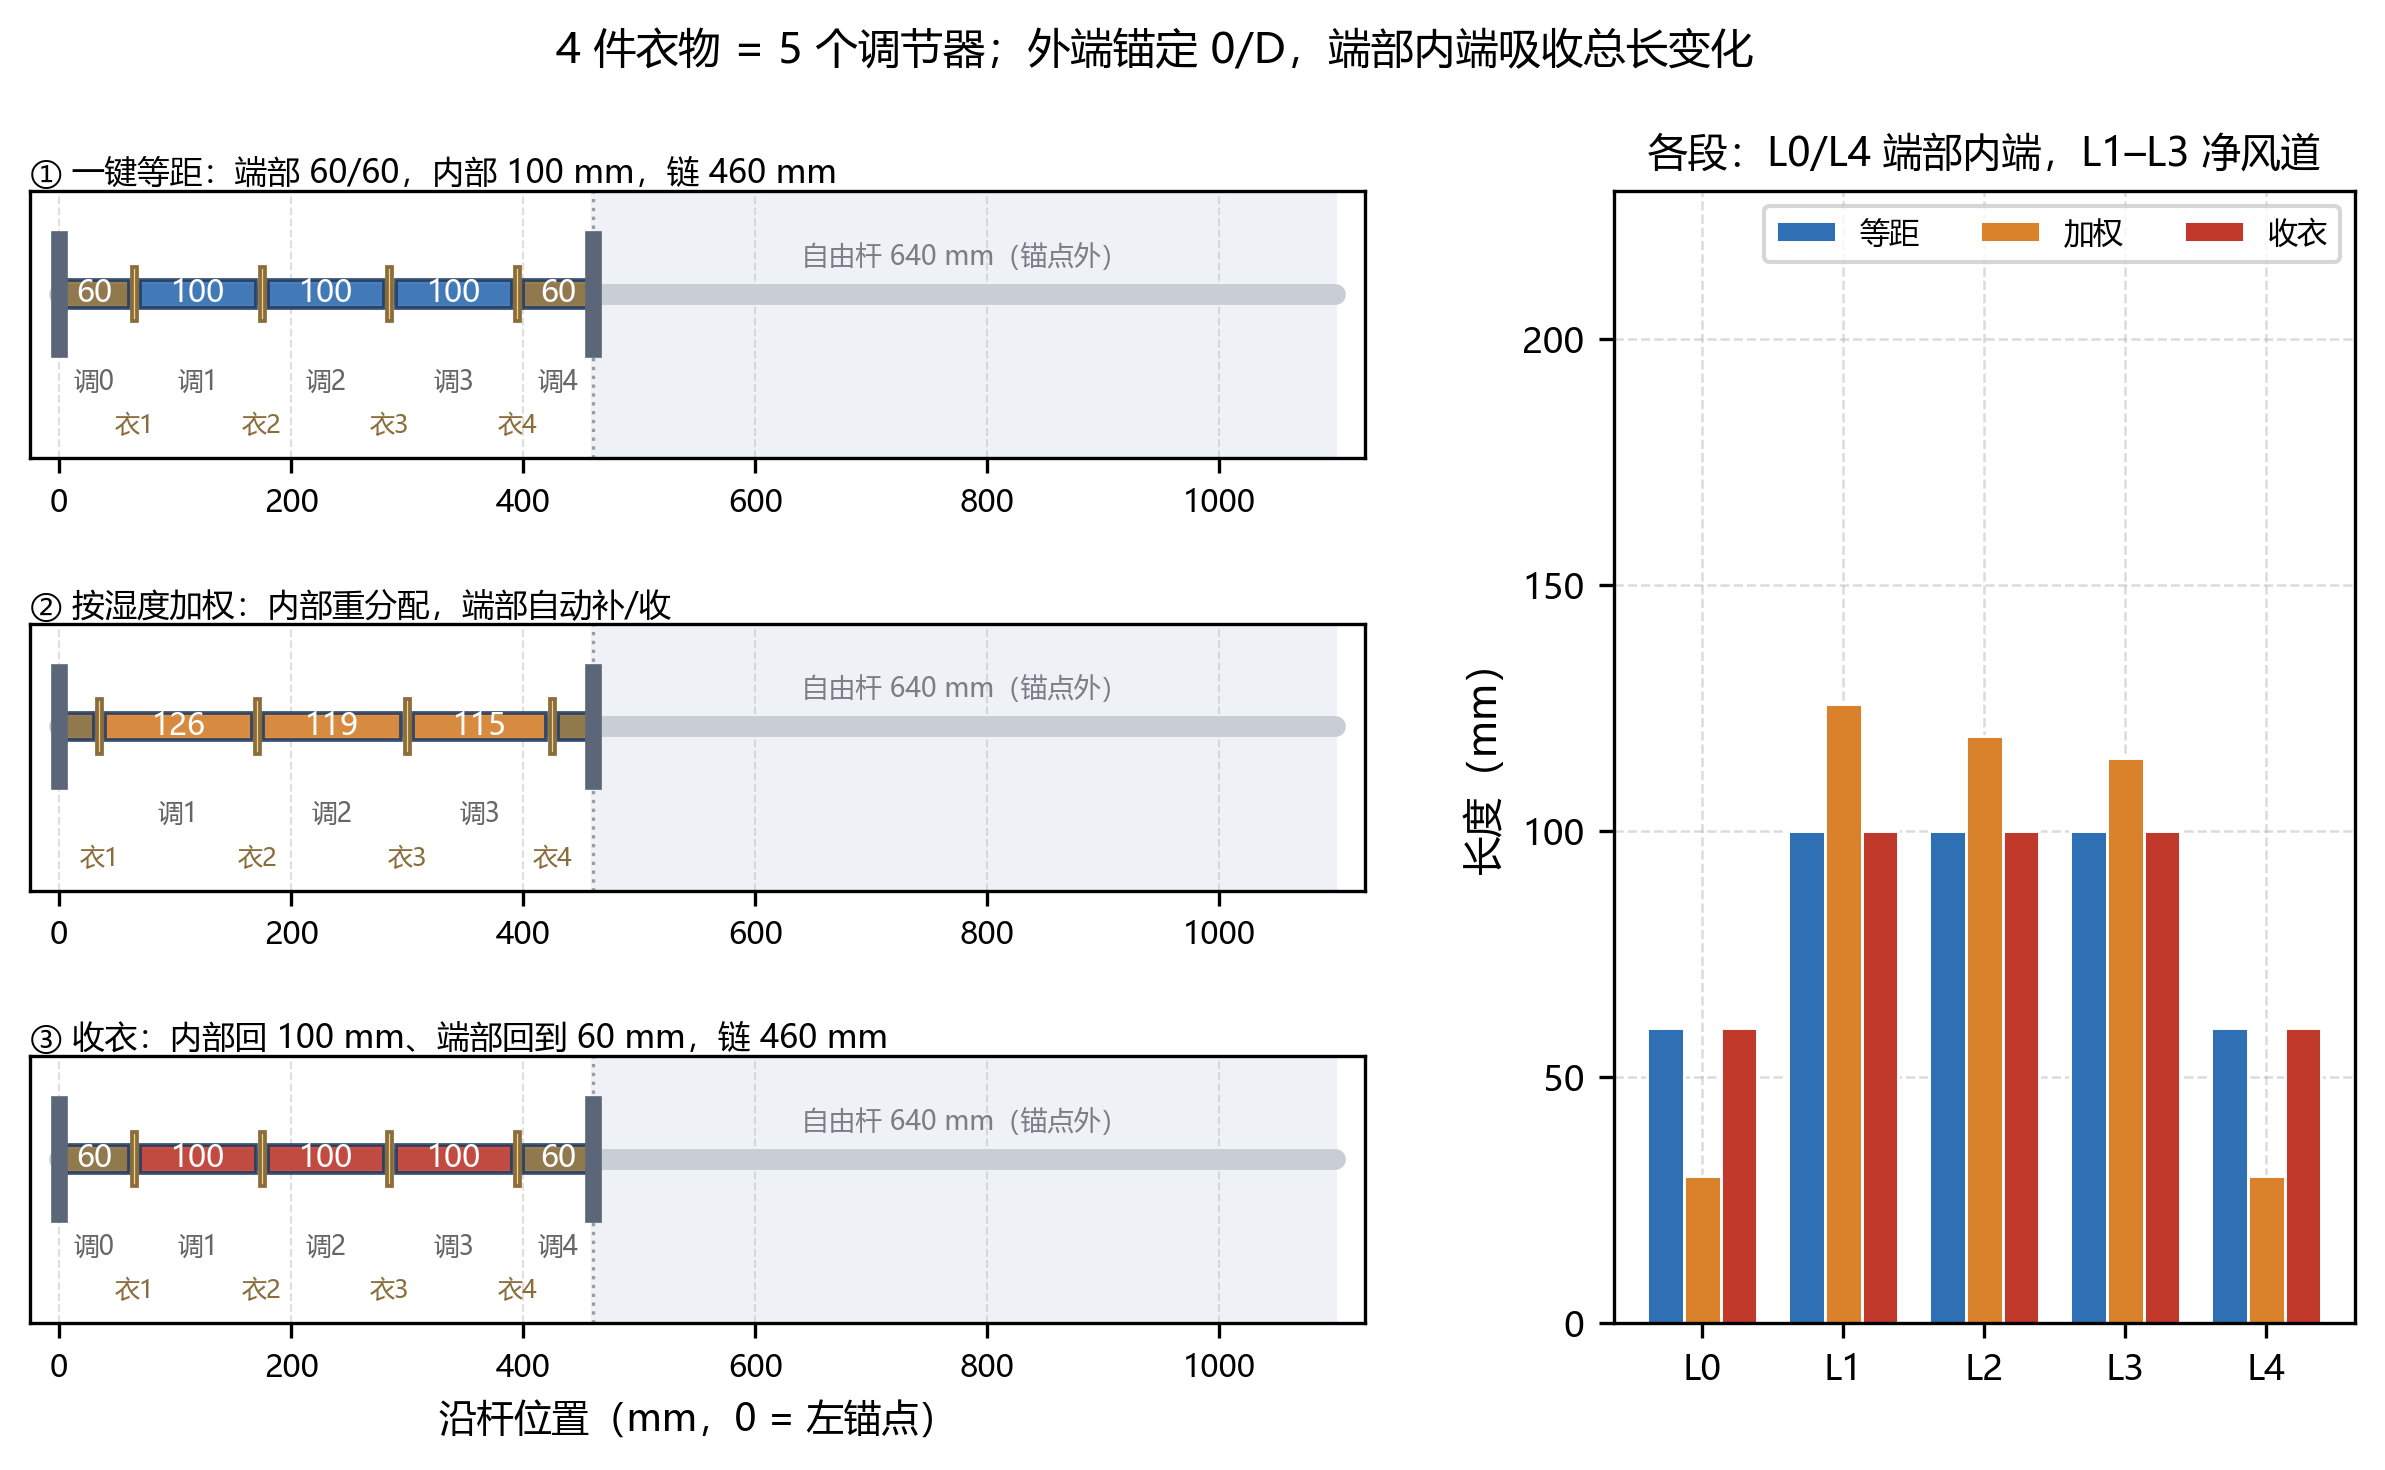 4 件衣物 = 5 个调节器；外端锚定 0/D，端部内端吸收总长变化
① 一键等距：端部 60/60，内部 100 mm，链 460 mm
自由杆 640 mm（锚点外）
60 100 100 100 60
调0 调1 调2 调3 调4
衣1 衣2 衣3 衣4
0 200 400 600 800 1000
② 按湿度加权：内部重分配，端部自动补/收
自由杆 640 mm（锚点外）
126 119 115
调1 调2 调3
衣1 衣2 衣3 衣4
0 200 400 600 800 1000
③ 收衣：内部回 100 mm、端部回到 60 mm，链 460 mm
自由杆 640 mm（锚点外）
60 100 100 100 60
调0 调1 调2 调3 调4
衣1 衣2 衣3 衣4
0 200 400 600 800 1000
沿杆位置（mm，0 = 左锚点）
各段：L0/L4 端部内端，L1–L3 净风道
等距 加权 收衣
长度（mm）
200
150
100
50
0
L0 L1 L2 L3 L4